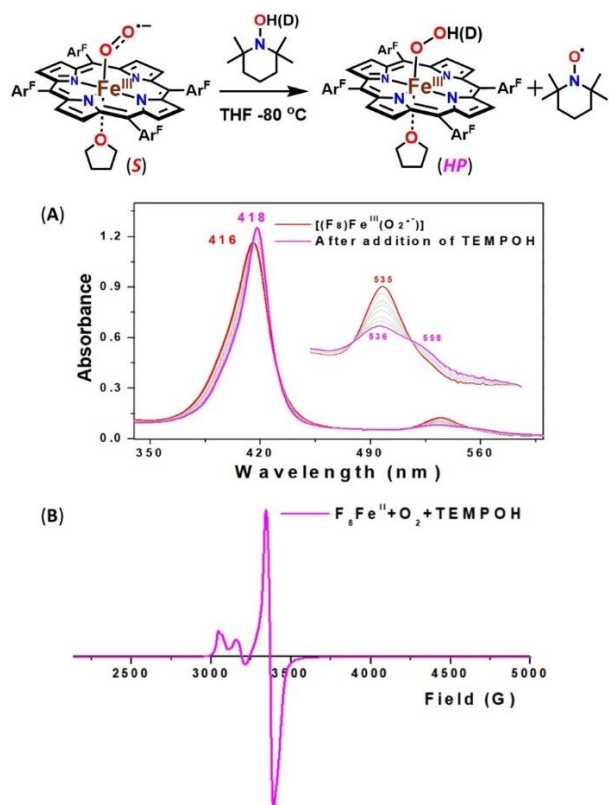 O O •−
OH(D)
N
OH(D)
O O
O•
N
Ar^F Fe^III N N N N Ar^F Ar^F Ar^F
THF -80 °C
Ar^F Fe^III N N N N Ar^F Ar^F Ar^F
+
O
(S)
O
(HP)
(A)
418
416
[(F₈)Fe^III(O₂•−)]
After addition of TEMPOH
535
536
558
Absorbance
1.2
0.9
0.6
0.3
0.0
350 420 490 560
Wavelength (nm)
(B)
F₈Fe^II+O₂+TEMPOH
2500 3000 3500 4000 4500 5000
Field (G)